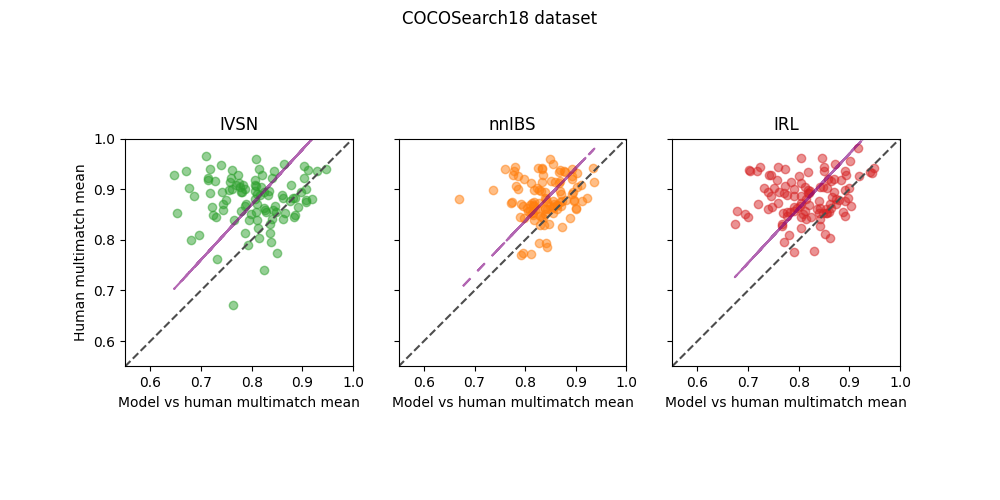 COCOSearch18 dataset
IVSN
nnIBS
IRL
Human multimatch mean
1.0
0.9
0.8
0.7
0.6
0.6 0.7 0.8 0.9 1.0
0.6 0.7 0.8 0.9 1.0
0.6 0.7 0.8 0.9 1.0
Model vs human multimatch mean
Model vs human multimatch mean
Model vs human multimatch mean